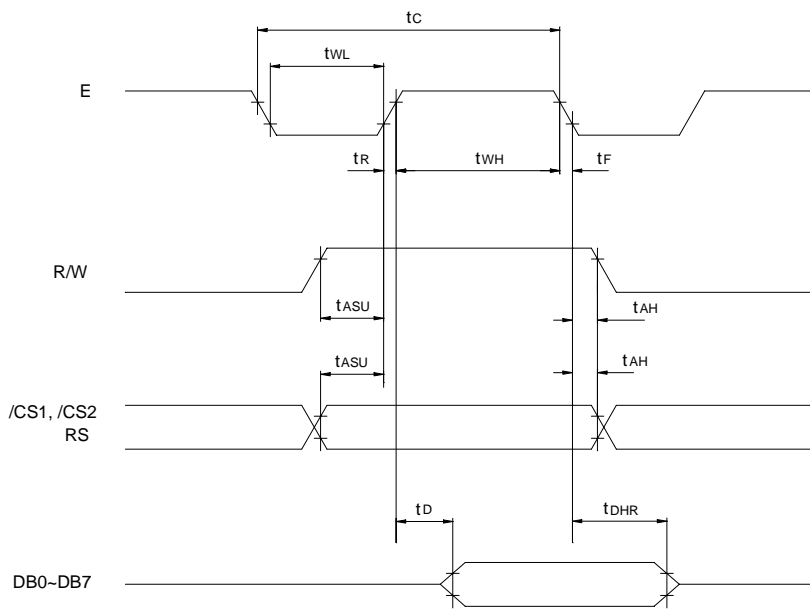 tC
tWL
E
tR
tWH
tF
R/W
tASU
tAH
tASU
tAH
/CS1, /CS2
RS
tD
tDHR
DB0~DB7